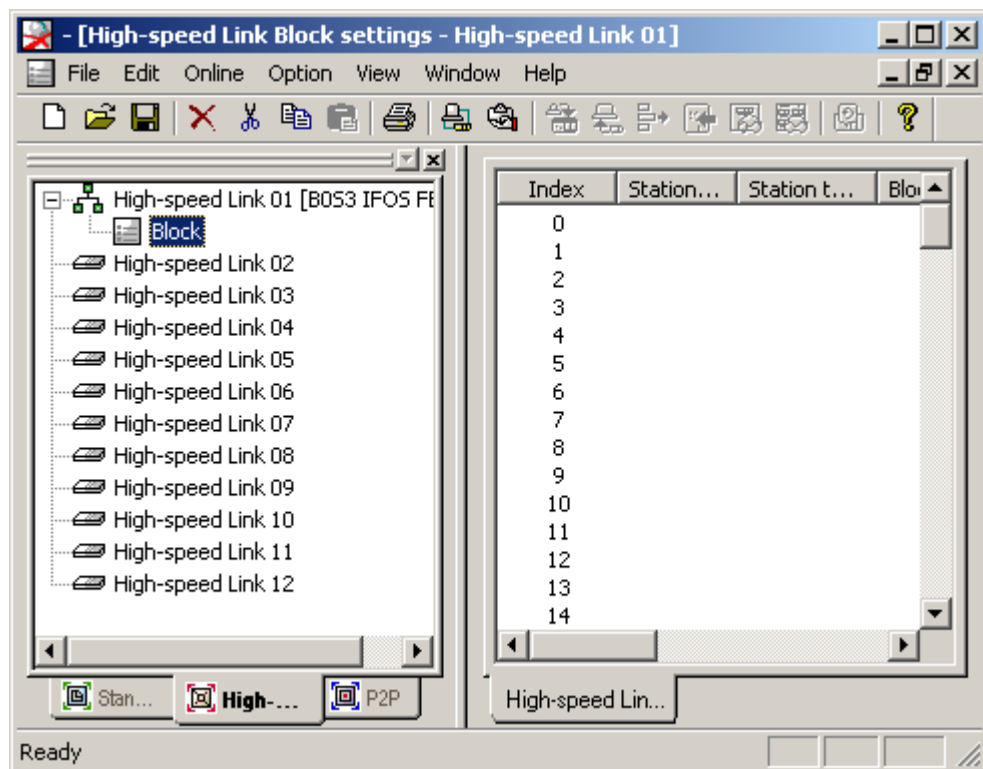 - [High-speed Link Block settings - High-speed Link 01]
File Edit Online Option View Window Help
High-speed Link 01 [B0S3 IFOS FE
Block
High-speed Link 02
High-speed Link 03
High-speed Link 04
High-speed Link 05
High-speed Link 06
High-speed Link 07
High-speed Link 08
High-speed Link 09
High-speed Link 10
High-speed Link 11
High-speed Link 12
Stan... High-... P2P
Index Station... Station t... Blo
0
1
2
3
4
5
6
7
8
9
10
11
12
13
14
High-speed Lin...
Ready